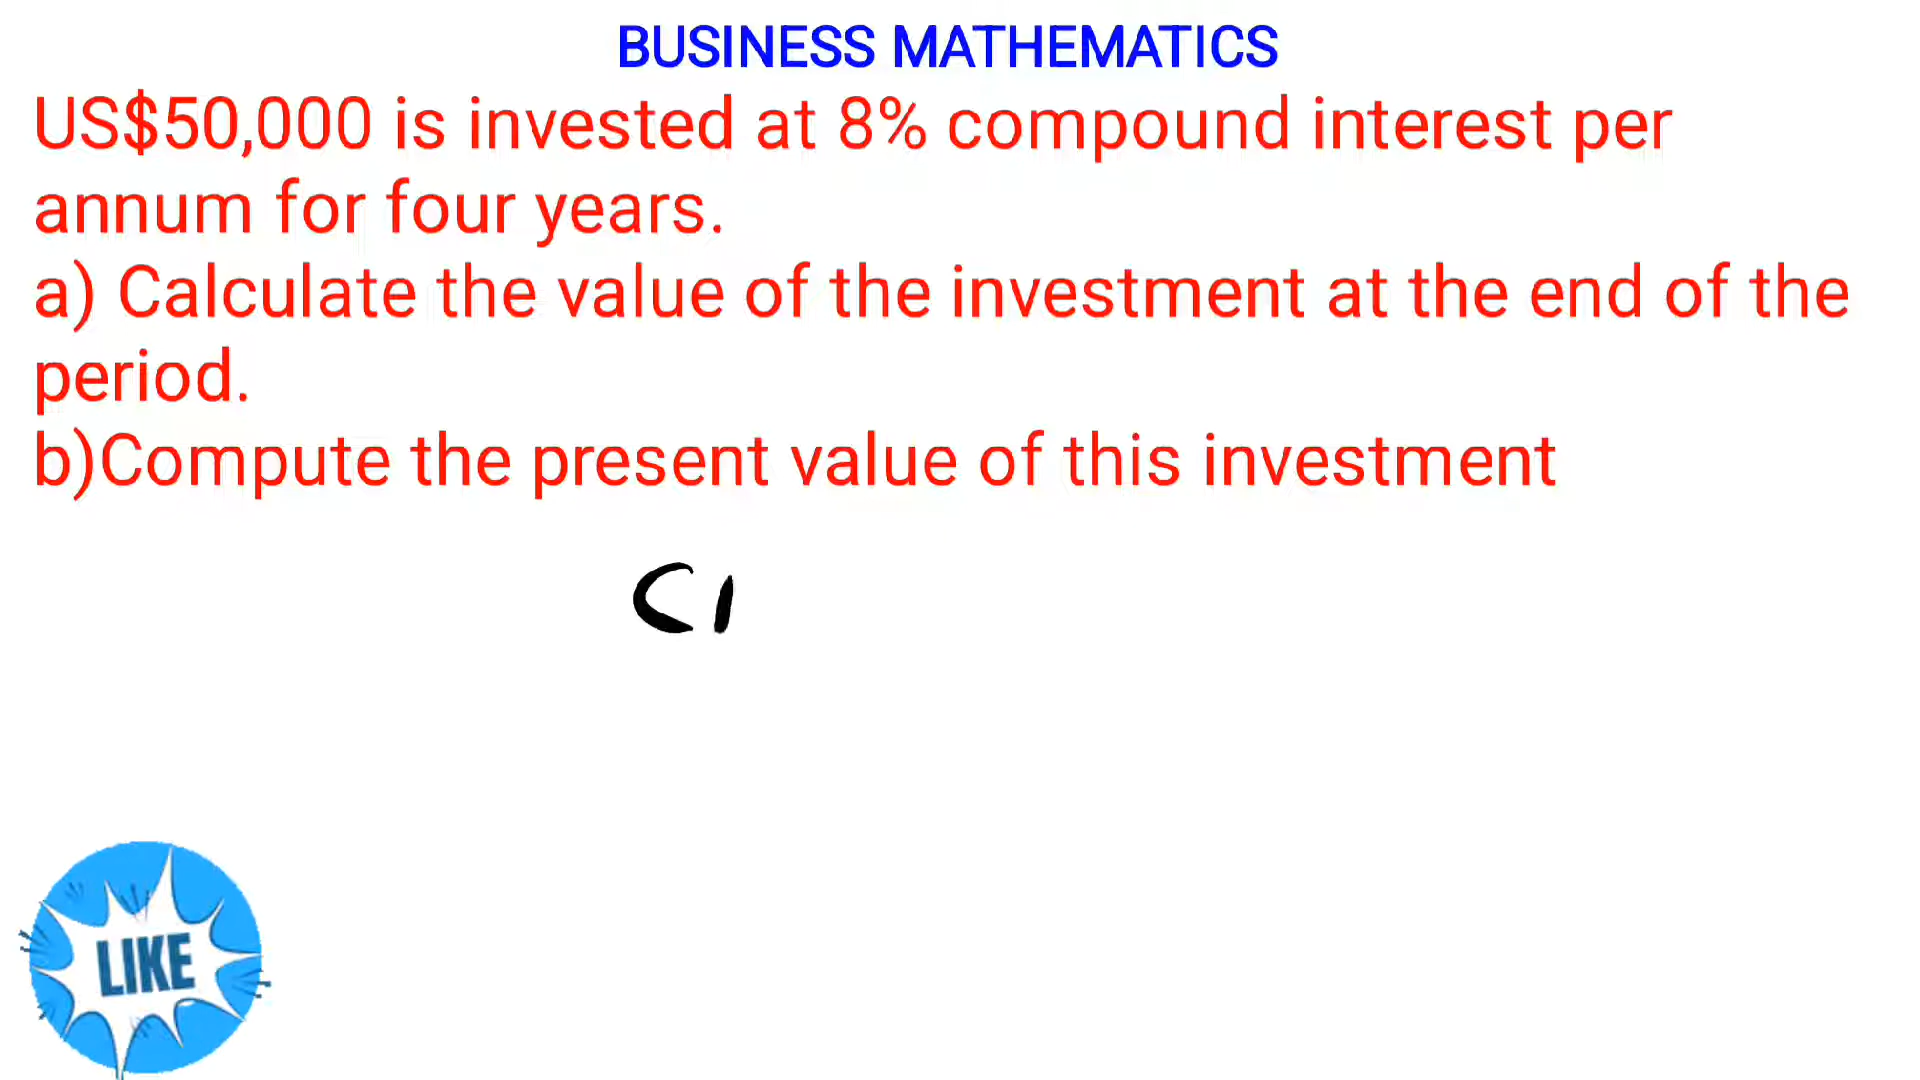 BUSINESS MATHEMATICS
US$50,000 is invested at 8% compound interest per
annum for four years.
a) Calculate the value of the investment at the end of the
period.
b)Compute the present value of this investment
CI
LIKE